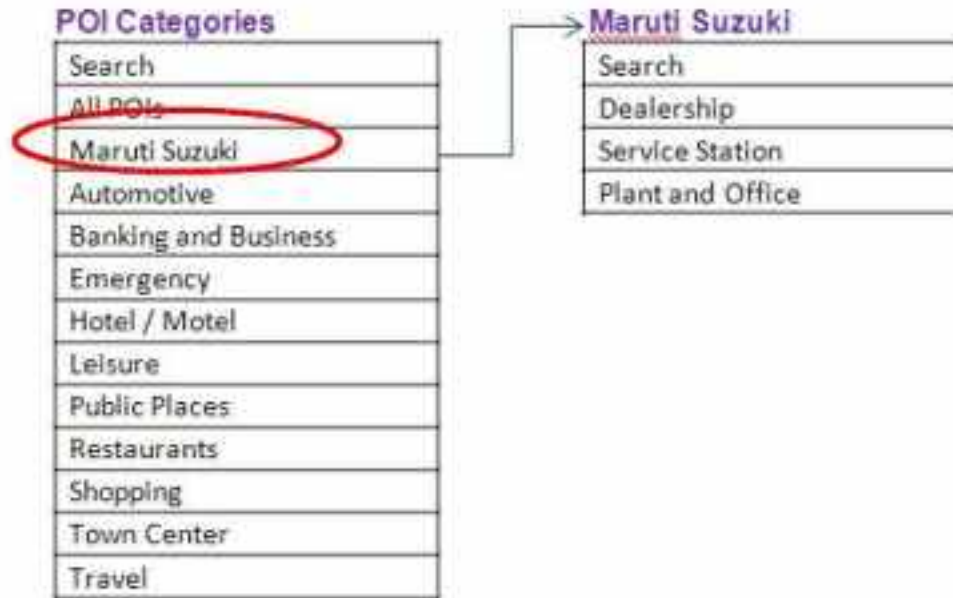 POI Categories
Search
All POIs
Maruti Suzuki
Automotive
Banking and Business
Emergency
Hotel / Motel
Leisure
Public Places
Restaurants
Shopping
Town Center
Travel
Maruti Suzuki
Search
Dealership
Service Station
Plant and Office